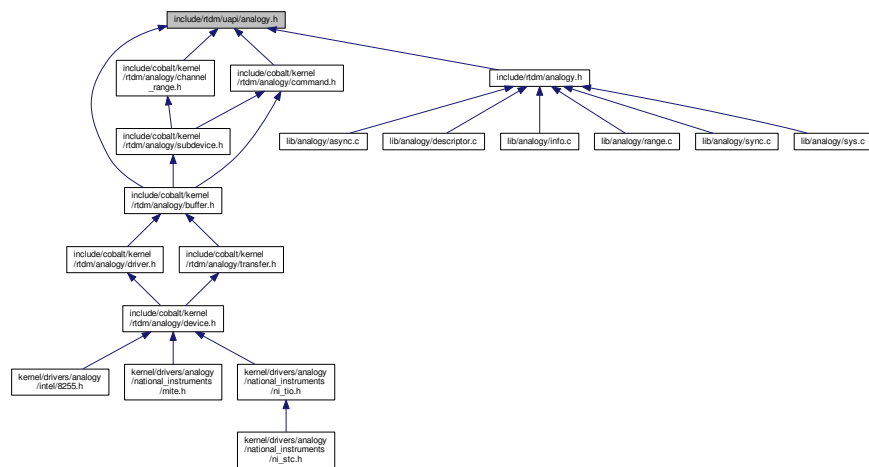 include/rtdm/uapi/analogy.h
include/cobalt/kernel
/rtdm/analogy/channel
_range.h
include/cobalt/kernel
/rtdm/analogy/command.h
include/rtdm/analogy.h
include/cobalt/kernel
/rtdm/analogy/subdevice.h
lib/analogy/async.c
lib/analogy/descriptor.c
lib/analogy/info.c
lib/analogy/range.c
lib/analogy/sync.c
lib/analogy/sys.c
include/cobalt/kernel
/rtdm/analogy/buffer.h
include/cobalt/kernel
/rtdm/analogy/driver.h
include/cobalt/kernel
/rtdm/analogy/transfer.h
include/cobalt/kernel
/rtdm/analogy/device.h
kernel/drivers/analogy
/intel/8255.h
kernel/drivers/analogy
/national_instruments
/mite.h
kernel/drivers/analogy
/national_instruments
/ni_tio.h
kernel/drivers/analogy
/national_instruments
/ni_stc.h